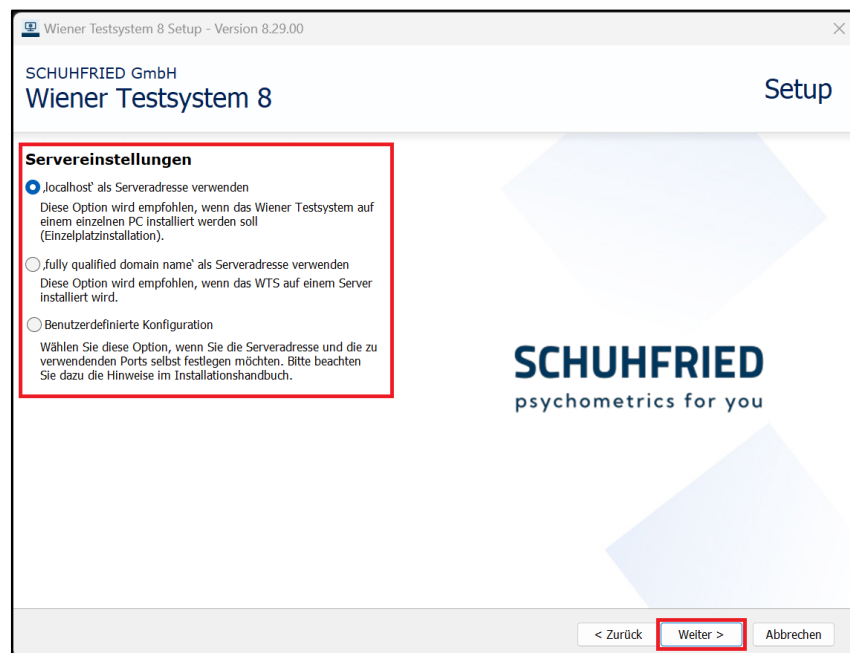 Wiener Testsystem 8 Setup - Version 8.29.00
SCHUHFRIED GmbH
Wiener Testsystem 8
Setup
Servereinstellungen
‚localhost‘ als Serveradresse verwenden
Diese Option wird empfohlen, wenn das Wiener Testsystem auf
einem einzelnen PC installiert werden soll
(Einzelplatzinstallation).
‚fully qualified domain name‘ als Serveradresse verwenden
Diese Option wird empfohlen, wenn das WTS auf einem Server
installiert wird.
Benutzerdefinierte Konfiguration
Wählen Sie diese Option, wenn Sie die Serveradresse und die zu
verwendenden Ports selbst festlegen möchten. Bitte beachten
Sie dazu die Hinweise im Installationshandbuch.
SCHUHFRIED
psychometrics for you
< Zurück
Weiter >
Abbrechen